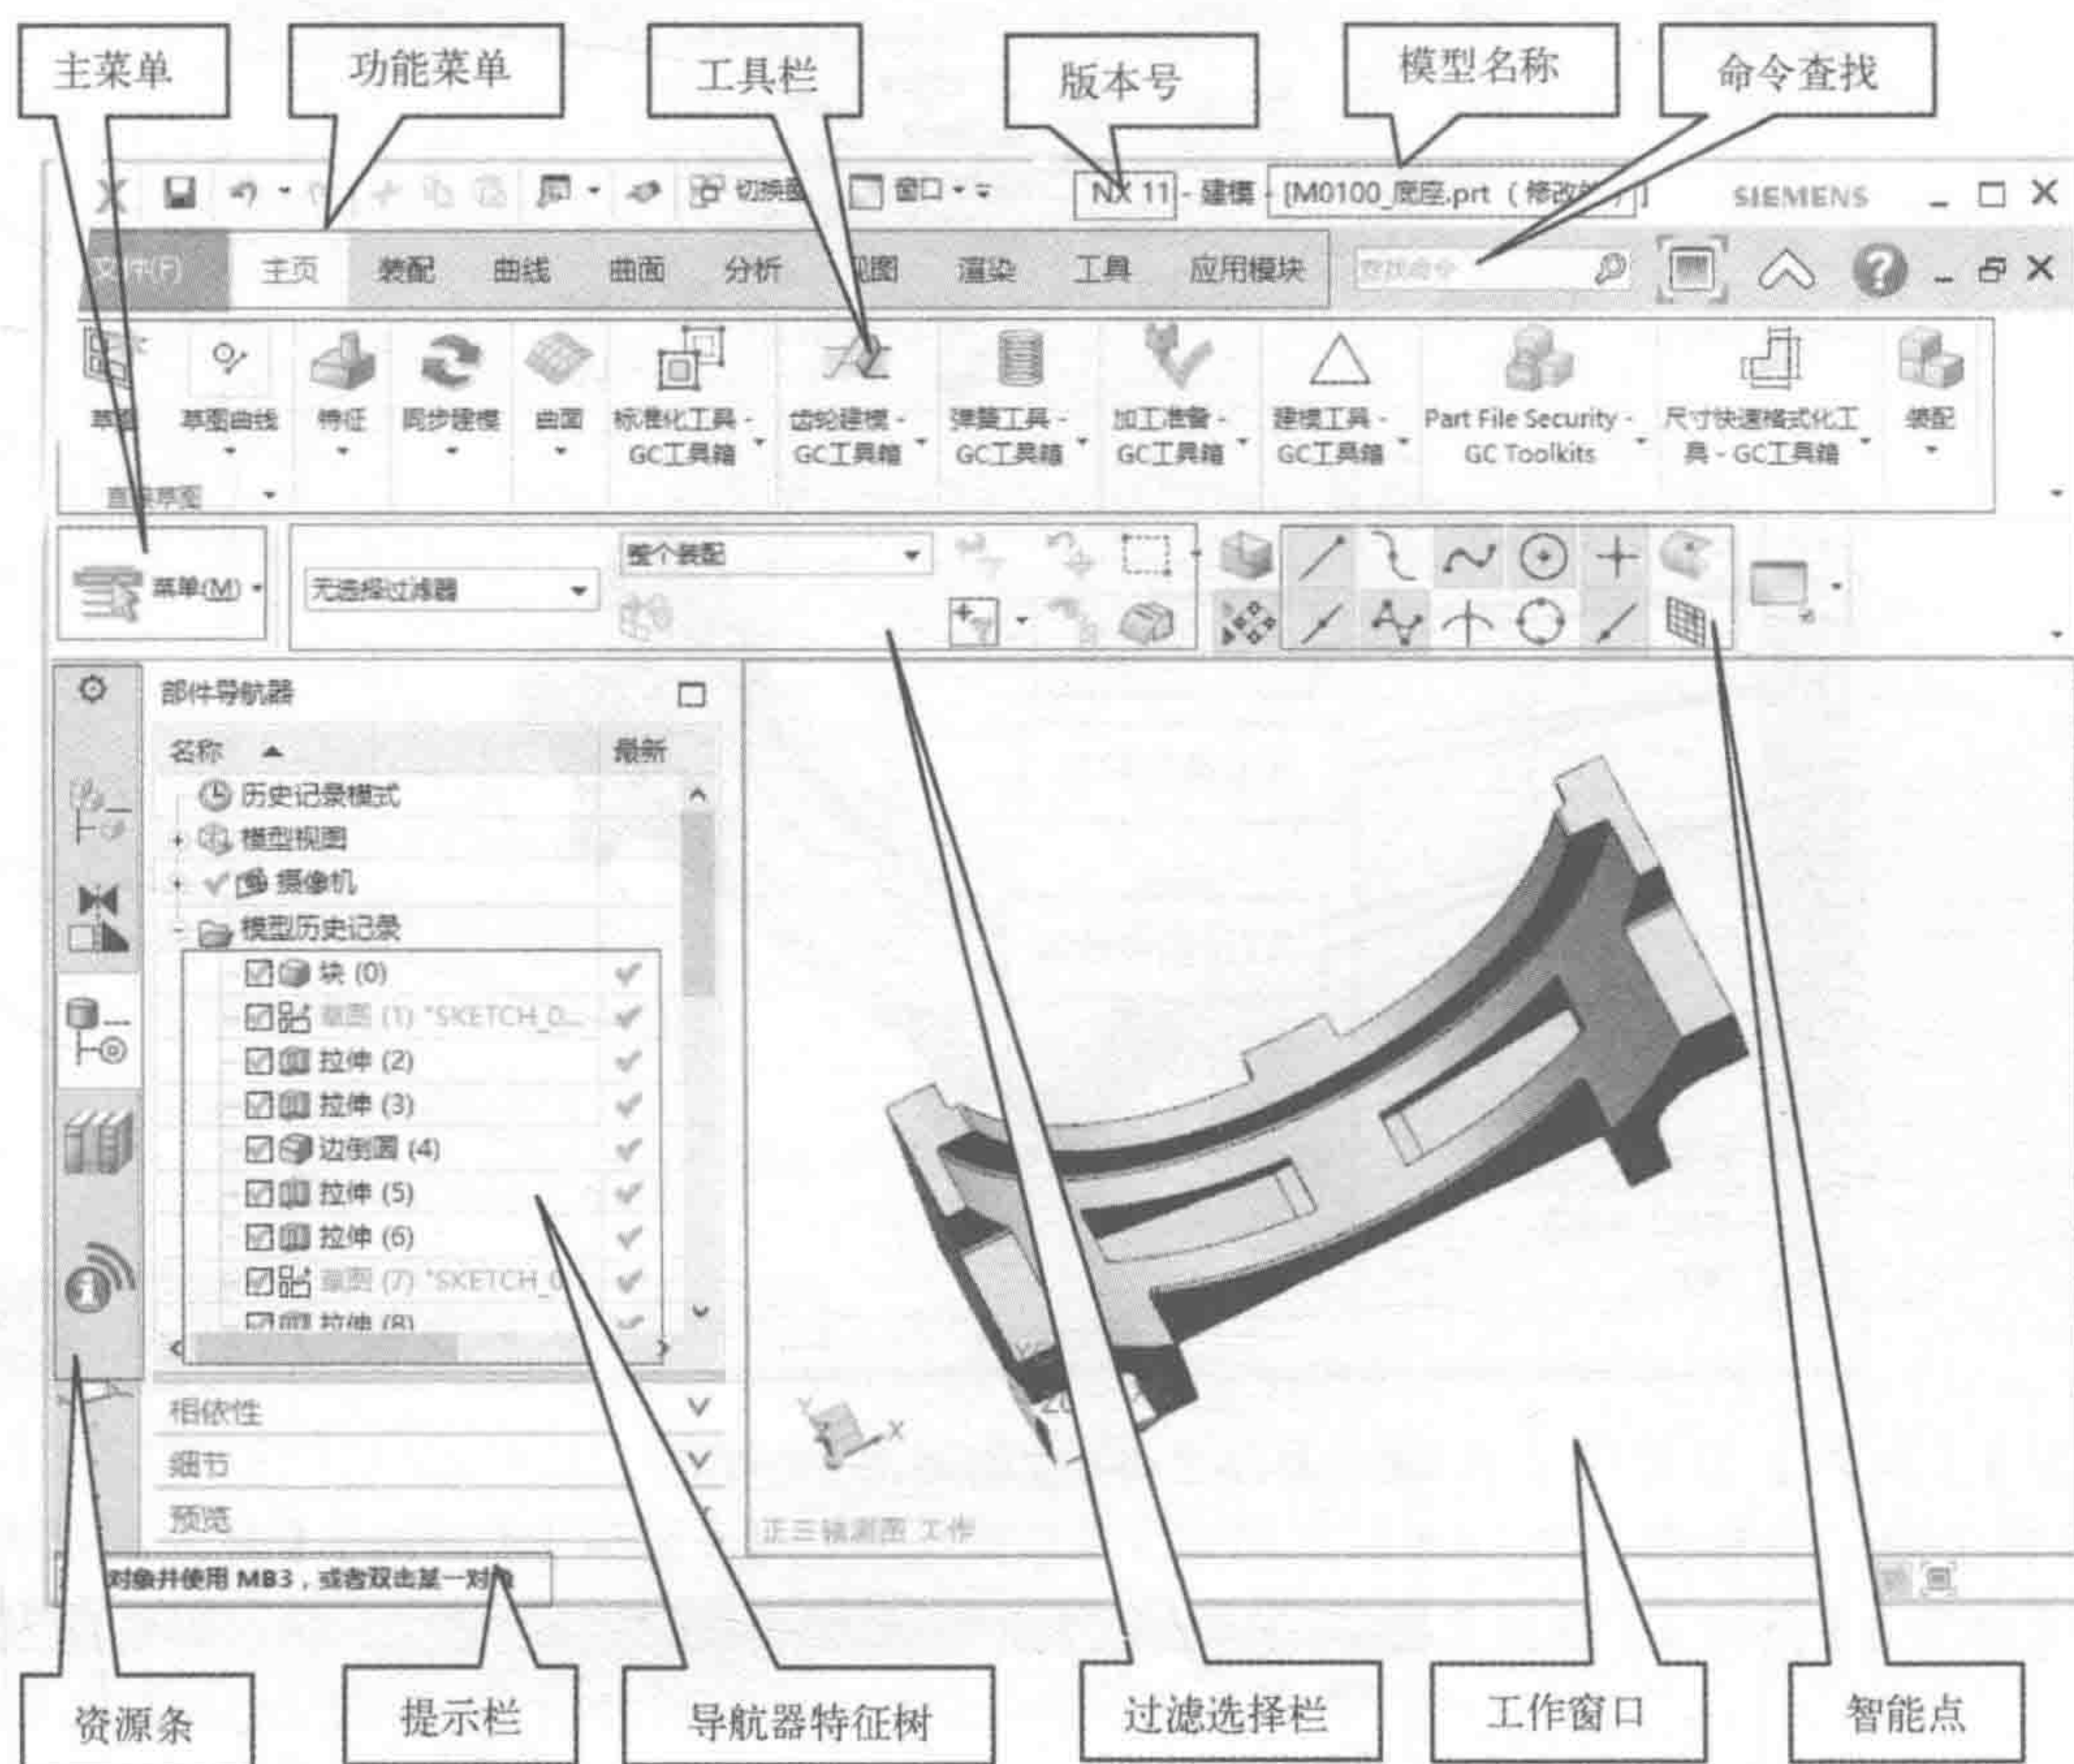 主菜单
功能菜单
工具栏
版本号
模型名称
命令查找
窗口
NX 11 - 建模 - [M0100_底座.prt (修改
SIEMENS
文件(F)
主页
装配
曲线
曲面
分析
视图
渲染
工具
应用模块
查找命令
草图
草图曲线
特征
同步建模
曲面
标准化工具 -
GC工具箱
齿轮建模 -
GC工具箱
弹簧工具 -
GC工具箱
加工准备 -
GC工具箱
建模工具 -
GC工具箱
Part File Security -
GC Toolkits
尺寸快速格式化工
具 - GC工具箱
装配
直接草图
菜单(M)
无选择过滤器
整个装配
部件导航器
名称
最新
历史记录模式
模型视图
摄像机
模型历史记录
块 (0)
草图 (1) "SKETCH_0...
拉伸 (2)
拉伸 (3)
边倒圆 (4)
拉伸 (5)
拉伸 (6)
草图 (7) "SKETCH_0
拉伸 (8)
相依性
细节
预览
Y
X
正三轴测图 工作
对象并使用 MB3，或者双击某一对象
资源条
提示栏
导航器特征树
过滤选择栏
工作窗口
智能点